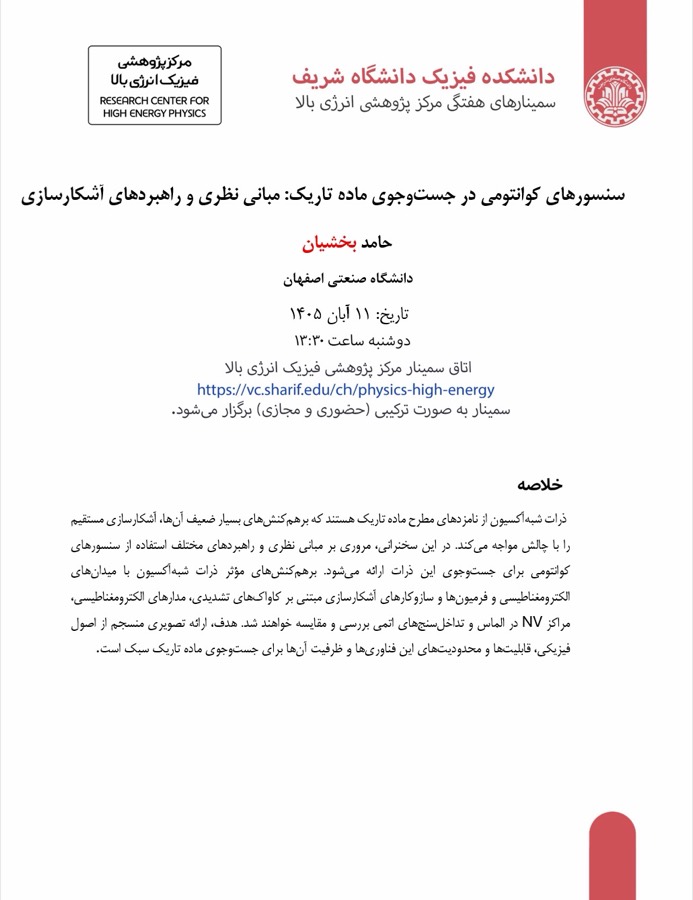 دانشکده فیزیک دانشگاه شریف
سمینارهای هفتگی مرکز پژوهشی انرژی بالا
مرکز پژوهشی
فیزیک انرژی بالا
RESEARCH CENTER FOR
HIGH ENERGY PHYSICS
سنسورهای کوانتومی در جست‌وجوی ماده تاریک: مبانی نظری و راهبردهای آشکارسازی
حامد بخشیان
دانشگاه صنعتی اصفهان
تاریخ: ۱۱ آبان ۱۴۰۵
دوشنبه ساعت ۱۳:۳۰
اتاق سمینار مرکز پژوهشی فیزیک انرژی بالا
https://vc.sharif.edu/ch/physics-high-energy
سمینار به صورت ترکیبی (حضوری و مجازی) برگزار می‌شود.
خلاصه
ذرات شبه‌آکسیون از نامزدهای مطرح ماده تاریک هستند که برهم‌کنش‌های بسیار ضعیف آن‌ها، آشکارسازی مستقیم
را با چالش مواجه می‌کند. در این سخنرانی، مروری بر مبانی نظری و راهبردهای مختلف استفاده از سنسورهای
کوانتومی برای جست‌وجوی این ذرات ارائه می‌شود. برهم‌کنش‌های مؤثر ذرات شبه‌آکسیون با میدان‌های
الکترومغناطیسی و فرمیون‌ها و سازوکارهای آشکارسازی مبتنی بر کاواک‌های تشدیدی، مدارهای الکترومغناطیسی،
مراکز NV در الماس و تداخل‌سنج‌های اتمی بررسی و مقایسه خواهند شد. هدف، ارائه تصویری منسجم از اصول
فیزیکی، قابلیت‌ها و محدودیت‌های این فناوری‌ها و ظرفیت آن‌ها برای جست‌وجوی ماده تاریک سبک است.